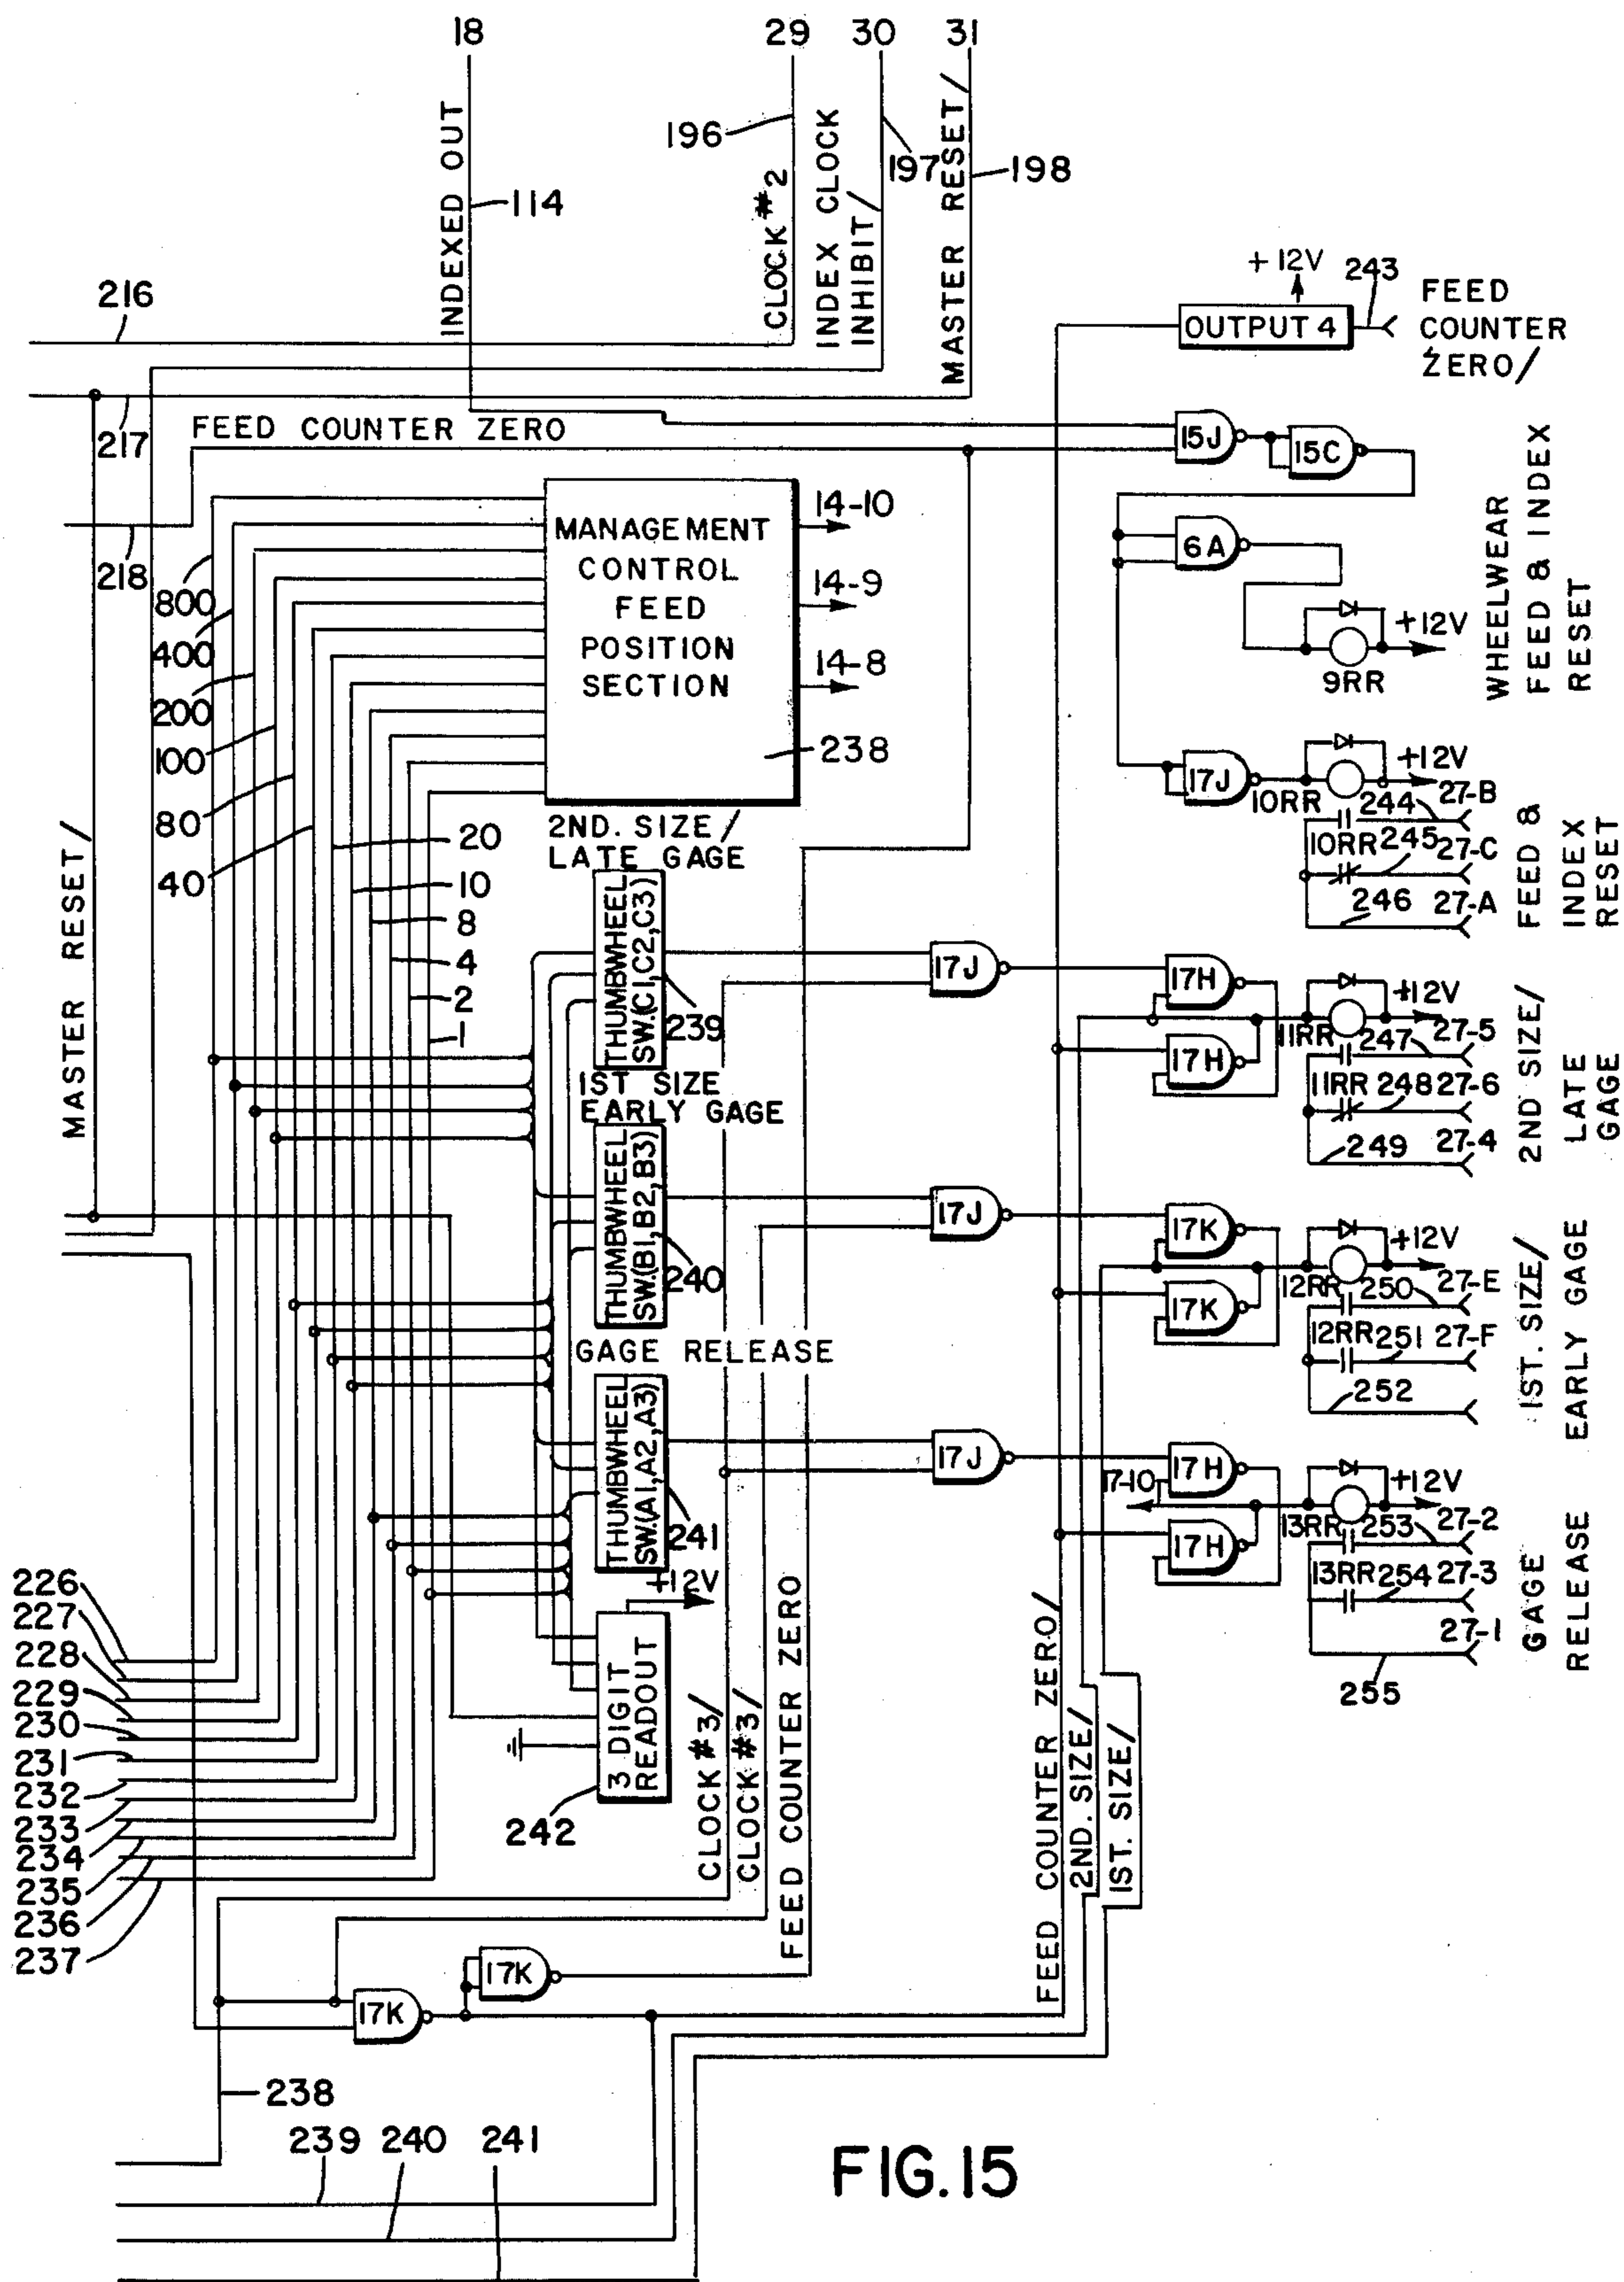 18
29
30
31
INDEXED OUT
114
196
CLOCK #2
INDEX CLOCK
INHIBIT/
197
MASTER RESET/
198
216
217
FEED COUNTER ZERO
218
+12V
243
OUTPUT 4
FEED
COUNTER
ZERO/
15J
15C
6A
+12V
9RR
WHEELWEAR
FEED & INDEX
RESET
MANAGEMENT
CONTROL
FEED
POSITION
SECTION
14-10
14-9
14-8
238
800
400
200
100
80
40
20
10
8
4
2
1
MASTER RESET/
17J
10RR
+12V
244
27-B
10RR
245
27-C
246
27-A
FEED &
INDEX
RESET
2ND. SIZE/
LATE GAGE
THUMBWHEEL
SW.(C1,C2,C3)
239
17J
17H
17H
11RR
+12V
247
27-5
11RR
248
27-6
249
27-4
2ND SIZE/
LATE
GAGE
1ST SIZE
EARLY GAGE
THUMBWHEEL
SW.(B1,B2,B3)
240
17J
17K
17K
12RR
+12V
250
27-E
12RR
251
27-F
252
1ST. SIZE/
EARLY GAGE
GAGE RELEASE
THUMBWHEEL
SW.(A1,A2,A3)
241
17J
17-10
17H
17H
13RR
+12V
253
27-2
13RR
254
27-3
27-1
255
GAGE
RELEASE
+12V
3 DIGIT
READOUT
242
CLOCK #3/
CLOCK #3/
FEED COUNTER ZERO
FEED COUNTER ZERO/
2ND. SIZE/
1ST. SIZE/
226
227
228
229
230
231
232
233
234
235
236
237
17K
17K
238
239
240
241
FIG.15